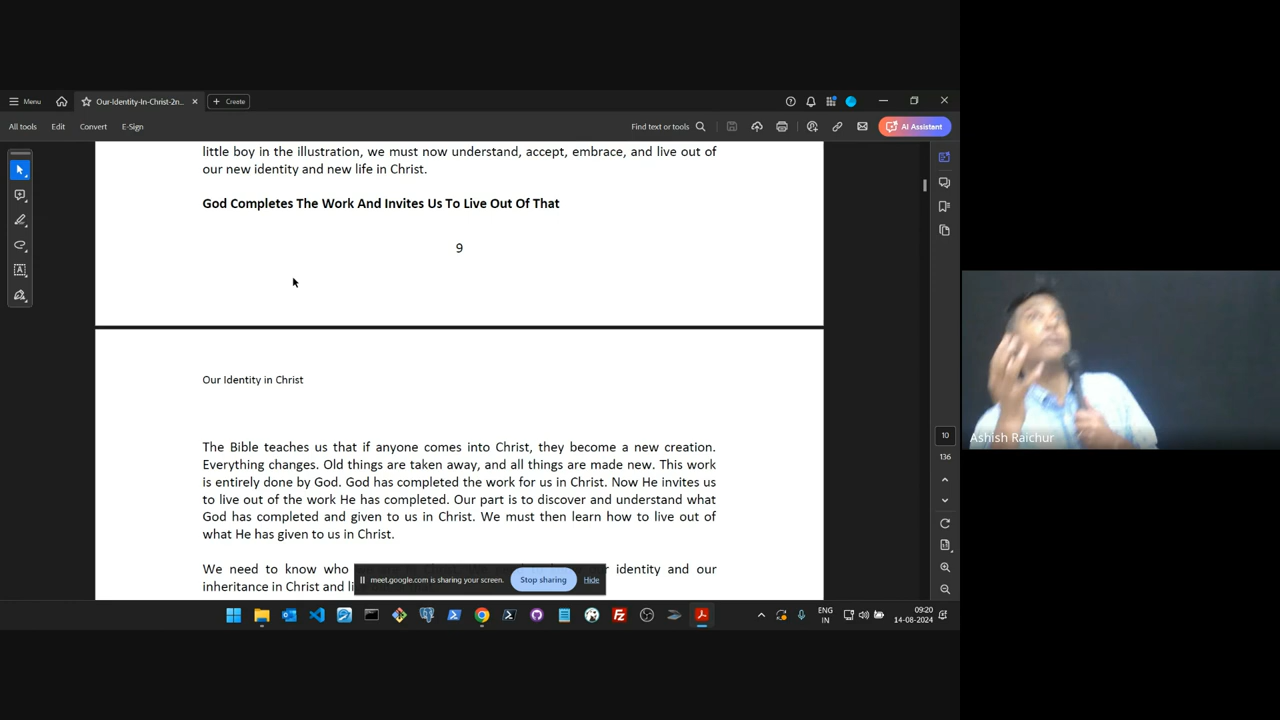 Menu
Our-Identity-In-Christ-2n...
Create
All tools
Edit
Convert
E-Sign
Find text or tools
AI Assistant
little boy in the illustration, we must now understand, accept, embrace, and live out of
our new identity and new life in Christ.
God Completes The Work And Invites Us To Live Out Of That
9
Our Identity in Christ
The Bible teaches us that if anyone comes into Christ, they become a new creation.
Everything changes. Old things are taken away, and all things are made new. This work
is entirely done by God. God has completed the work for us in Christ. Now He invites us
to live out of the work He has completed. Our part is to discover and understand what
God has completed and given to us in Christ. We must then learn how to live out of
what He has given to us in Christ.
We need to know who identity and our
inheritance in Christ and li
meet.google.com is sharing your screen.
Stop sharing
Hide
10
136
Ashish Raichur
ENG
IN
09:20
14-08-2024